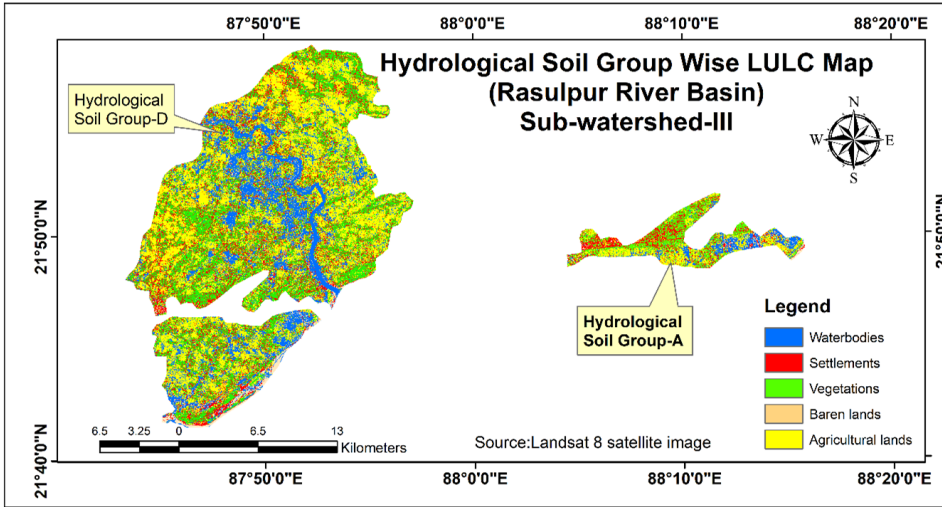 87°50'0"E 88°0'0"E 88°10'0"E 88°20'0"E
Hydrological Soil Group Wise LULC Map
(Rasulpur River Basin)
Sub-watershed-III
Hydrological
Soil Group-D
N
W E
S
21°50'0"N
21°50'0"N
Hydrological
Soil Group-A
Legend
Waterbodies
Settlements
Vegetations
Baren lands
Agricultural lands
6.5 3.25 0 6.5 13
Kilometers
Source:Landsat 8 satellite image
21°40'0"N
87°50'0"E 88°0'0"E 88°10'0"E 88°20'0"E